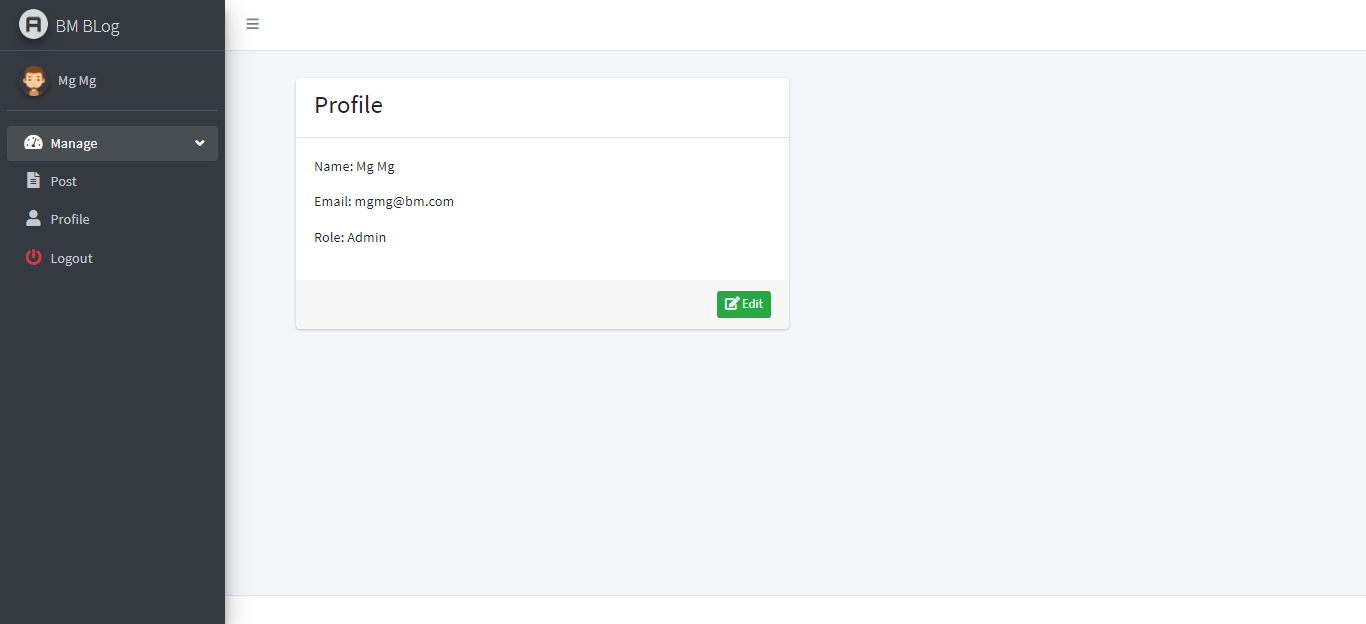 BM BLog
Mg Mg
Manage
Post
Profile
Logout
Profile
Name: Mg Mg
Email: mgmg@bm.com
Role: Admin
Edit